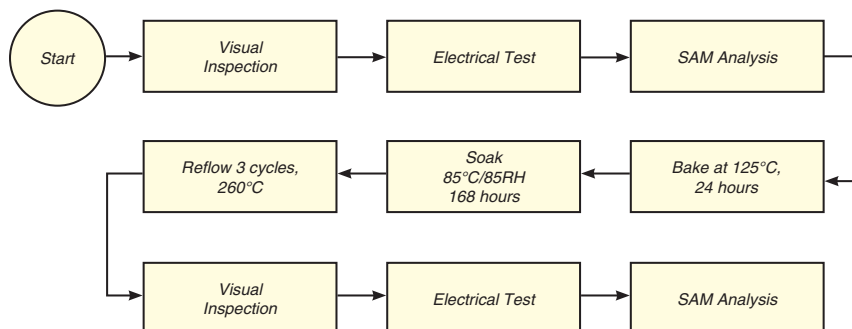 Start
Visual
Inspection
Electrical Test
SAM Analysis
Reflow 3 cycles,
260°C
Soak
85°C/85RH
168 hours
Bake at 125°C,
24 hours
Visual
Inspection
Electrical Test
SAM Analysis